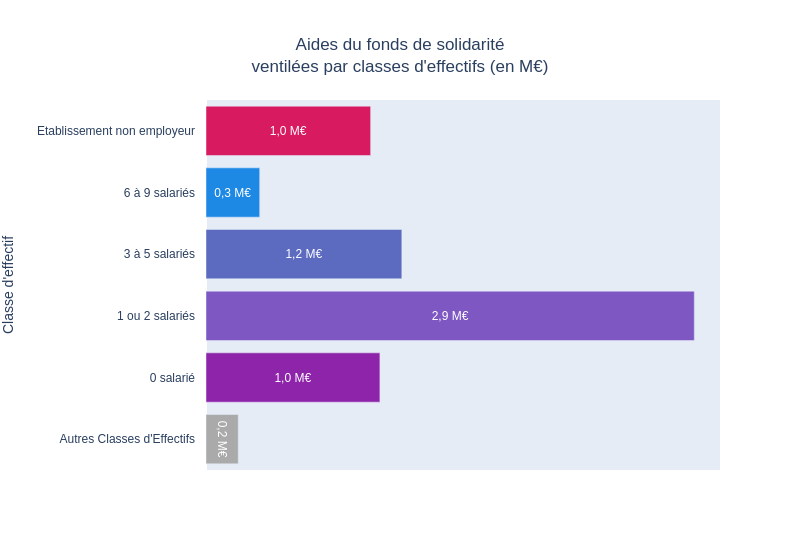 Aides du fonds de solidarité
ventilées par classes d'effectifs (en M€)
Classe d'effectif
Etablissement non employeur
1,0 M€
6 à 9 salariés
0,3 M€
3 à 5 salariés
1,2 M€
1 ou 2 salariés
2,9 M€
0 salarié
1,0 M€
Autres Classes d'Effectifs
0,2 M€